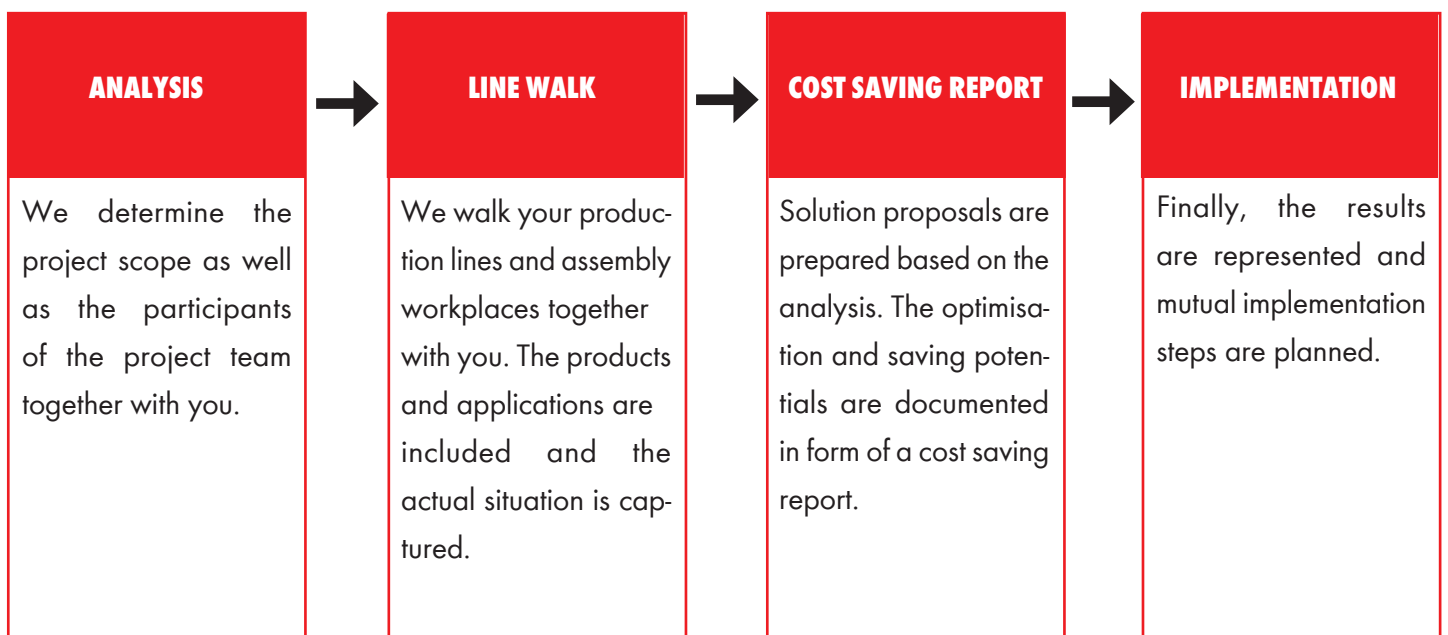 ANALYSIS
We determine the
project scope as well
as the participants
of the project team
together with you.
LINE WALK
We walk your produc-
tion lines and assembly
workplaces together
with you. The products
and applications are
included and the
actual situation is cap-
tured.
COST SAVING REPORT
Solution proposals are
prepared based on the
analysis. The optimisa-
tion and saving poten-
tials are documented
in form of a cost saving
report.
IMPLEMENTATION
Finally, the results
are represented and
mutual implementation
steps are planned.